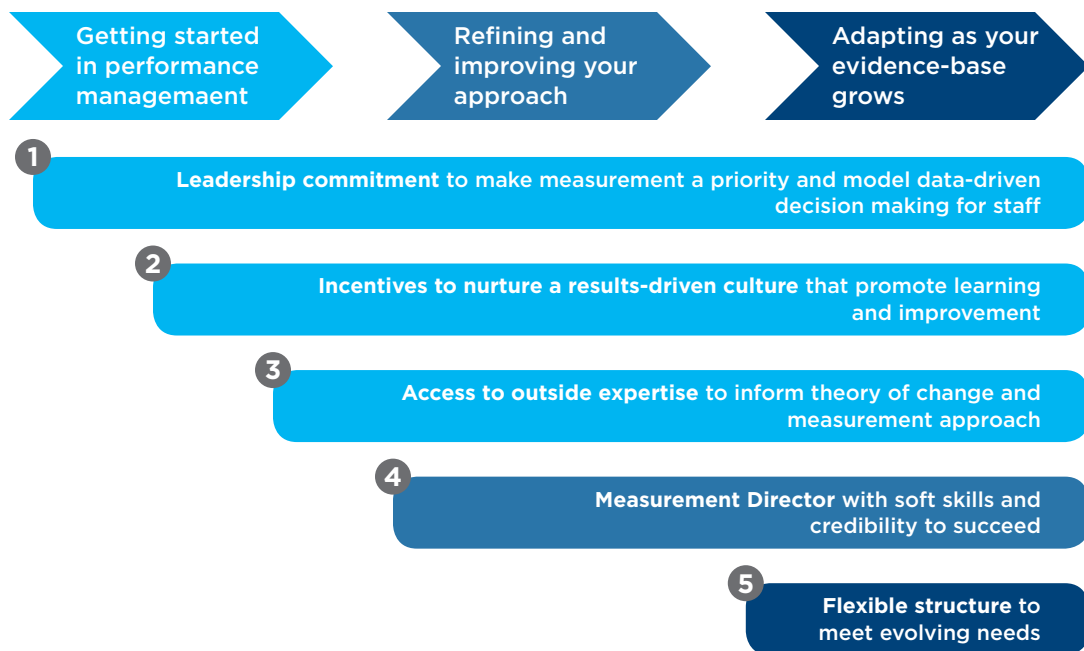 Getting started
in performance
managemaent
Refining and
improving your
approach
Adapting as your
evidence-base
grows
1
Leadership commitment to make measurement a priority and model data-driven
decision making for staff
2
Incentives to nurture a results-driven culture that promote learning
and improvement
3
Access to outside expertise to inform theory of change and
measurement approach
4
Measurement Director with soft skills and
credibility to succeed
5
Flexible structure to
meet evolving needs